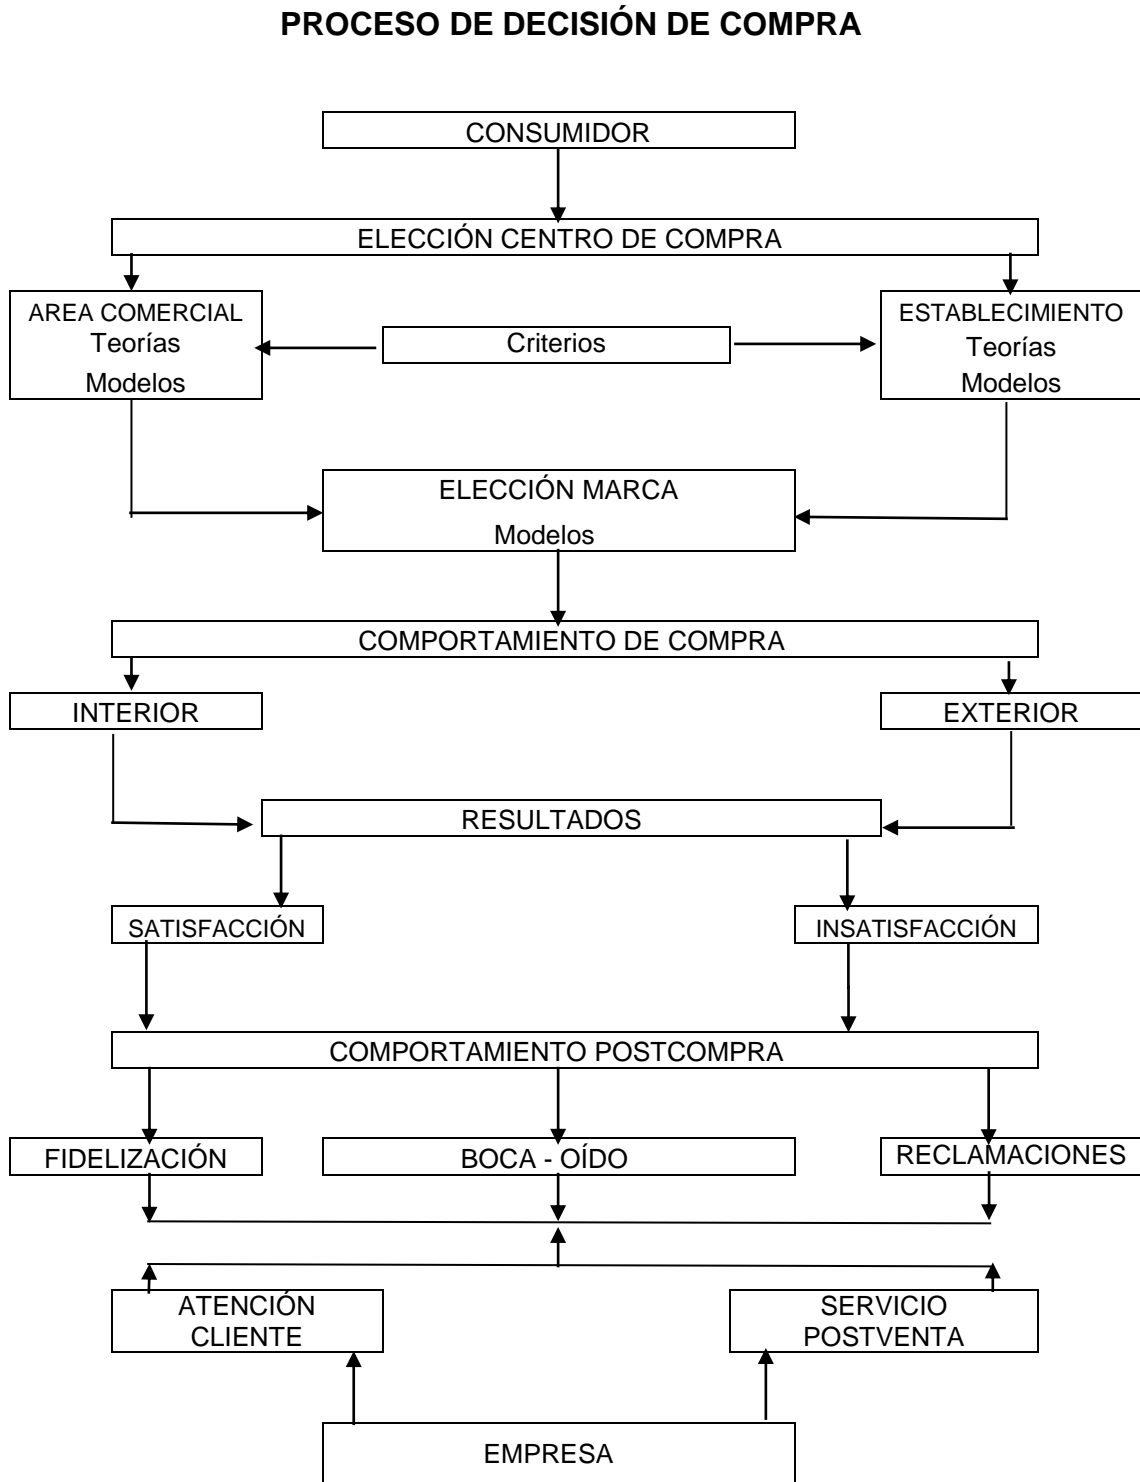 PROCESO DE DECISIÓN DE COMPRA
CONSUMIDOR
ELECCIÓN CENTRO DE COMPRA
AREA COMERCIAL
Teorías
Modelos
Criterios
ESTABLECIMIENTO
Teorías
Modelos
ELECCIÓN MARCA
Modelos
COMPORTAMIENTO DE COMPRA
INTERIOR
EXTERIOR
RESULTADOS
SATISFACCIÓN
INSATISFACCIÓN
COMPORTAMIENTO POSTCOMPRA
FIDELIZACIÓN
BOCA - OÍDO
RECLAMACIONES
ATENCIÓN
CLIENTE
SERVICIO
POSTVENTA
EMPRESA